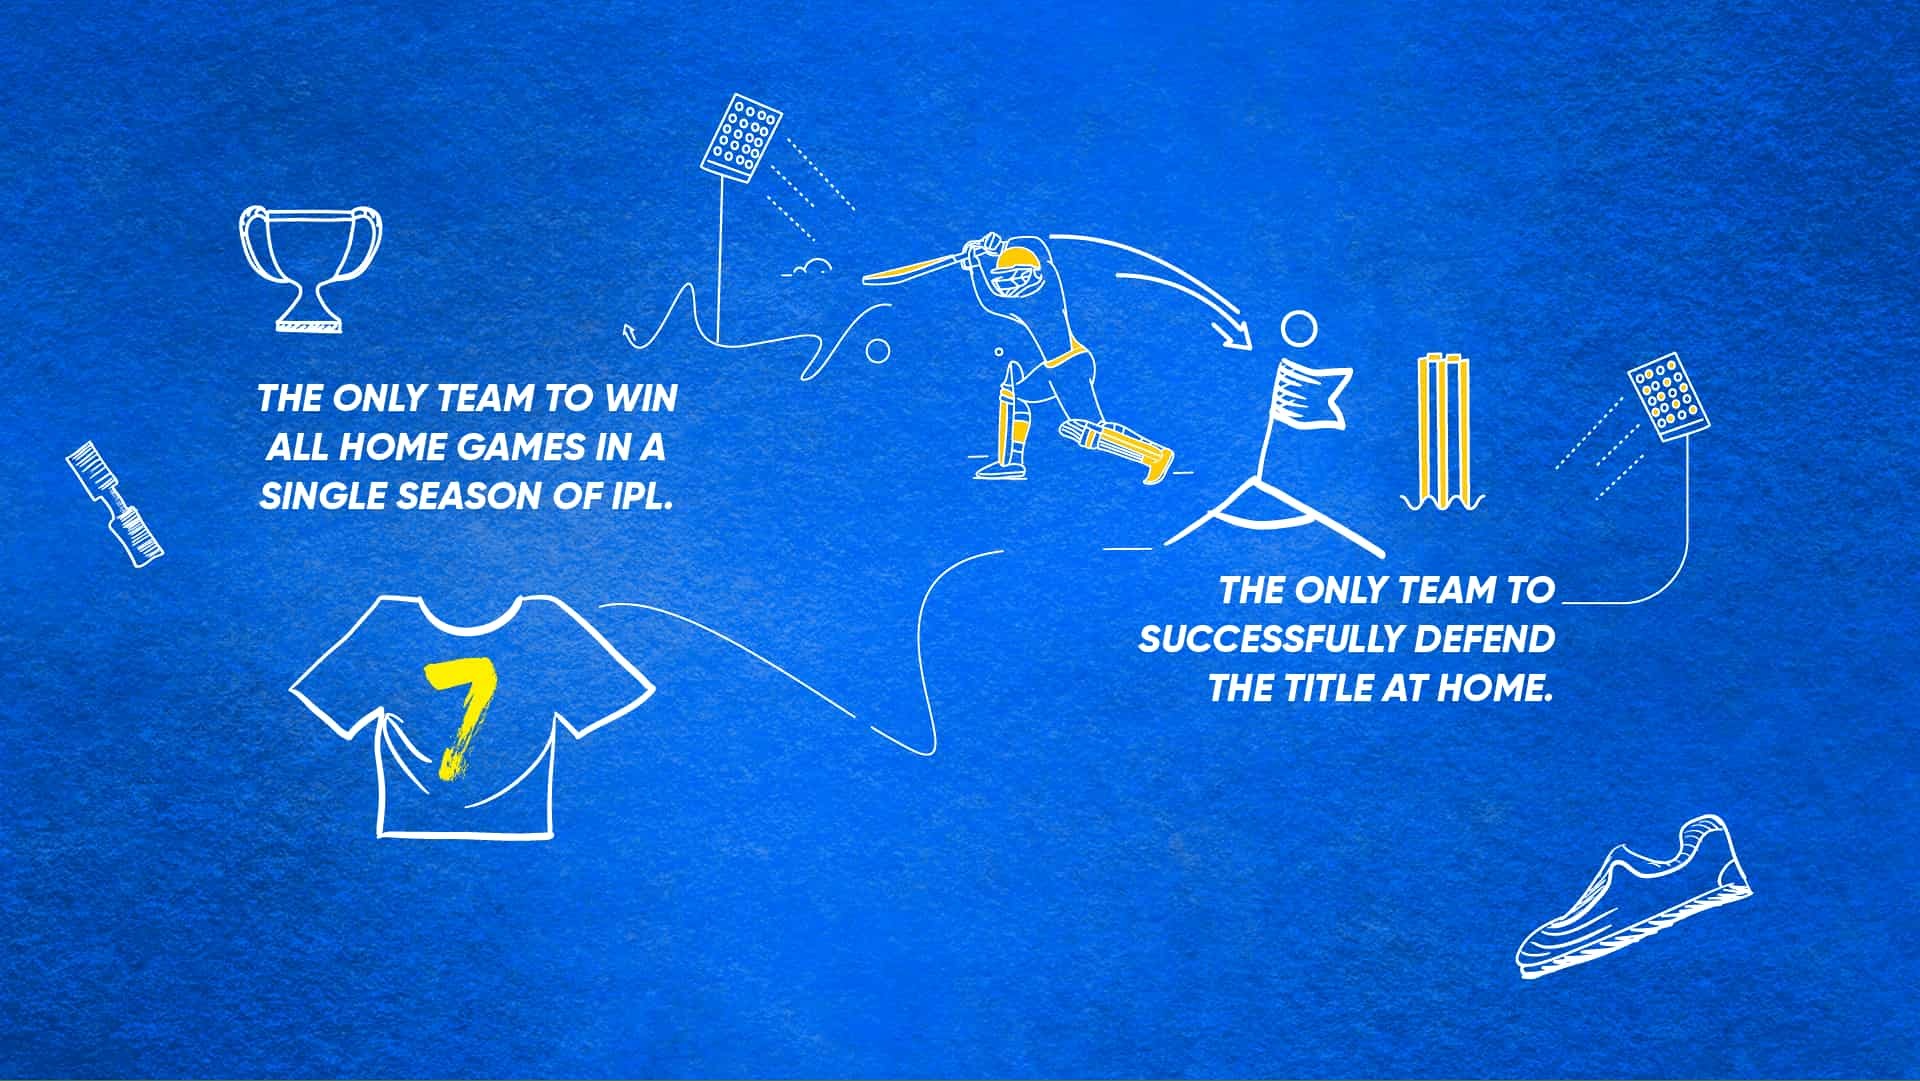 THE ONLY TEAM TO WIN
ALL HOME GAMES IN A
SINGLE SEASON OF IPL.
7
THE ONLY TEAM TO
SUCCESSFULLY DEFEND
THE TITLE AT HOME.